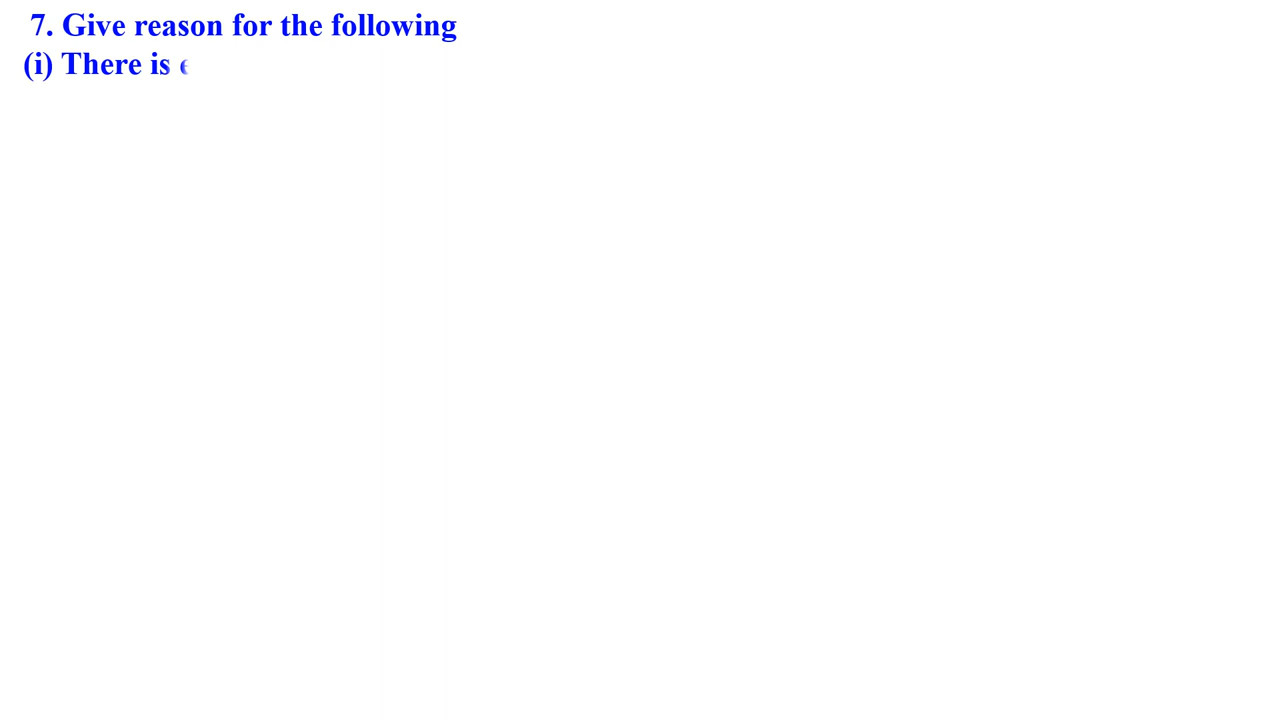 7. Give reason for the following
(i) There is